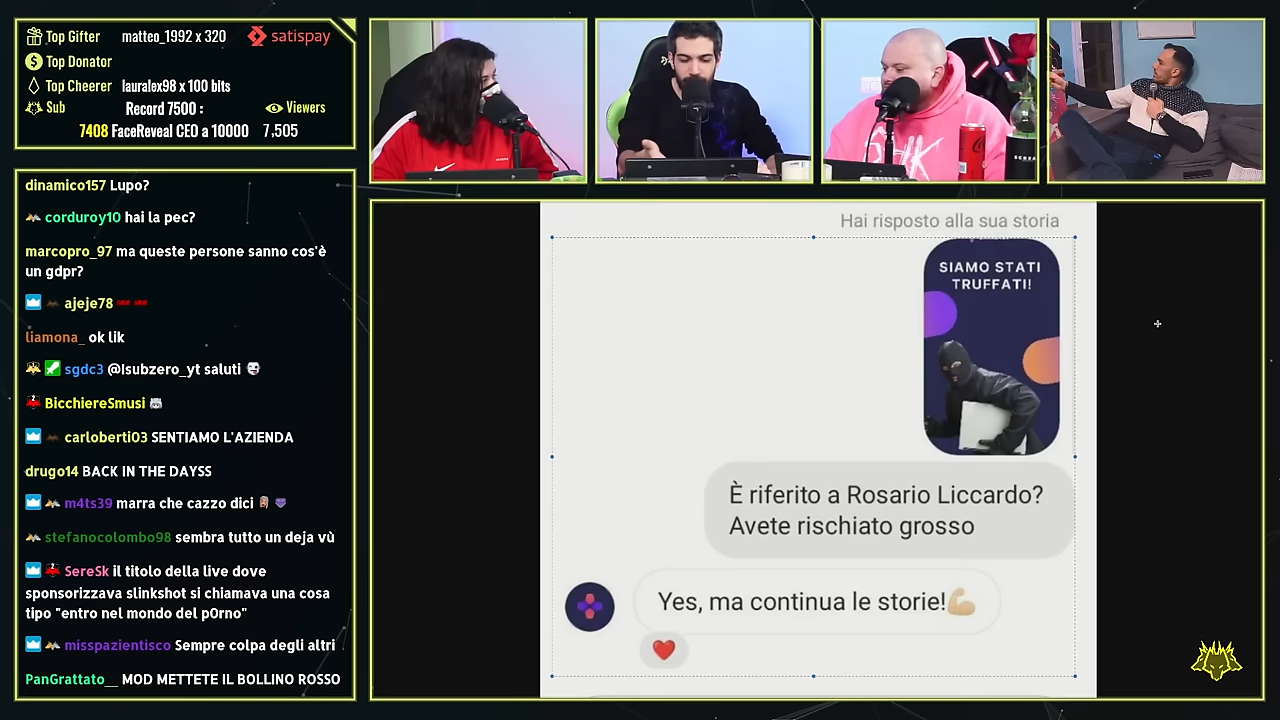 Top Gifter matteo_1992 x 320 satispay
Top Donator
Top Cheerer lauralex98 x 100 bits
Sub Record 7500 : Viewers
7408 FaceReveal CEO a 10000 7,505
dinamico157 Lupo?
corduroy10 hai la pec?
marcopro_97 ma queste persone sanno cos'è
un gdpr?
ajeje78
liamona_ ok lik
sgdc3 @Isubzero_yt saluti
BicchiereSmusi
carloberti03 SENTIAMO L'AZIENDA
drugo14 BACK IN THE DAYSS
m4ts39 marra che cazzo dici
stefanocolombo98 sembra tutto un deja vù
SereSk il titolo della live dove
sponsorizzava slinkshot si chiamava una cosa
tipo "entro nel mondo del p0rno"
misspazientisco Sempre colpa degli altri
PanGrattato__ MOD METTETE IL BOLLINO ROSSO
Hai risposto alla sua storia
SIAMO STATI
TRUFFATI!
È riferito a Rosario Liccardo?
Avete rischiato grosso
Yes, ma continua le storie!💪🏼
❤️